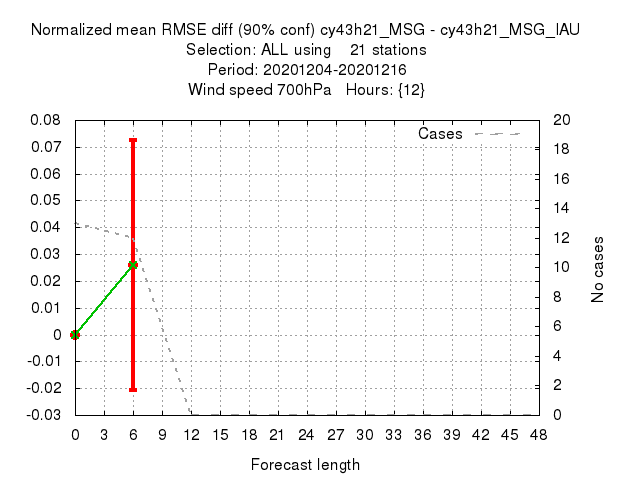 Normalized mean RMSE diff (90% conf) cy43h21_MSG - cy43h21_MSG_IAU
Selection: ALL using 21 stations
Period: 20201204-20201216
Wind speed 700hPa Hours: {12}
Cases
0.08
0.07
0.06
0.05
0.04
0.03
0.02
0.01
0
-0.01
-0.02
-0.03
20
18
16
14
12
10
8
6
4
2
0
No cases
0 3 6 9 12 15 18 21 24 27 30 33 36 39 42 45 48
Forecast length